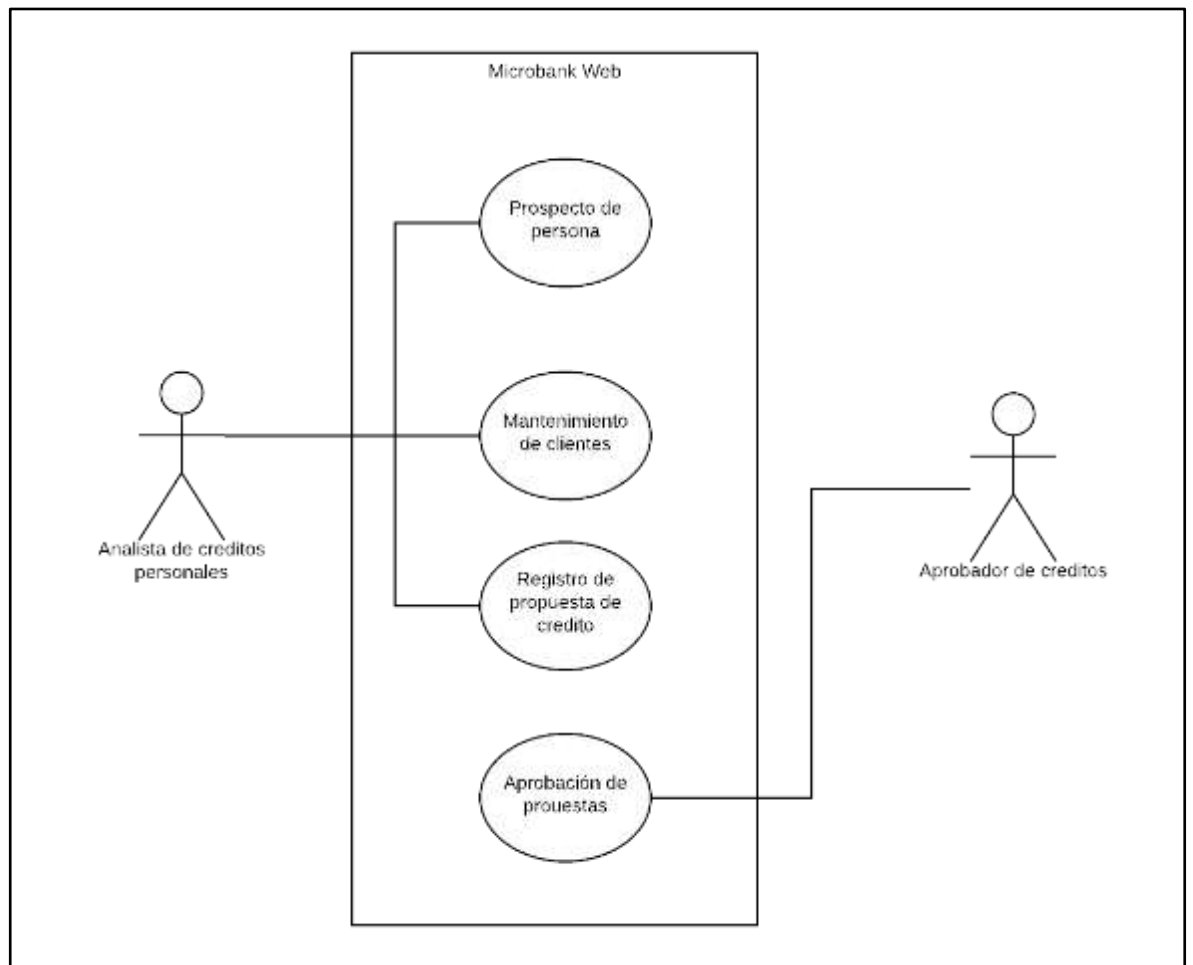 Microbank Web
Prospecto de
persona
Mantenimiento
de clientes
Analista de creditos
personales
Registro de
propuesta de
credito
Aprobador de creditos
Aprobación de
prouestas